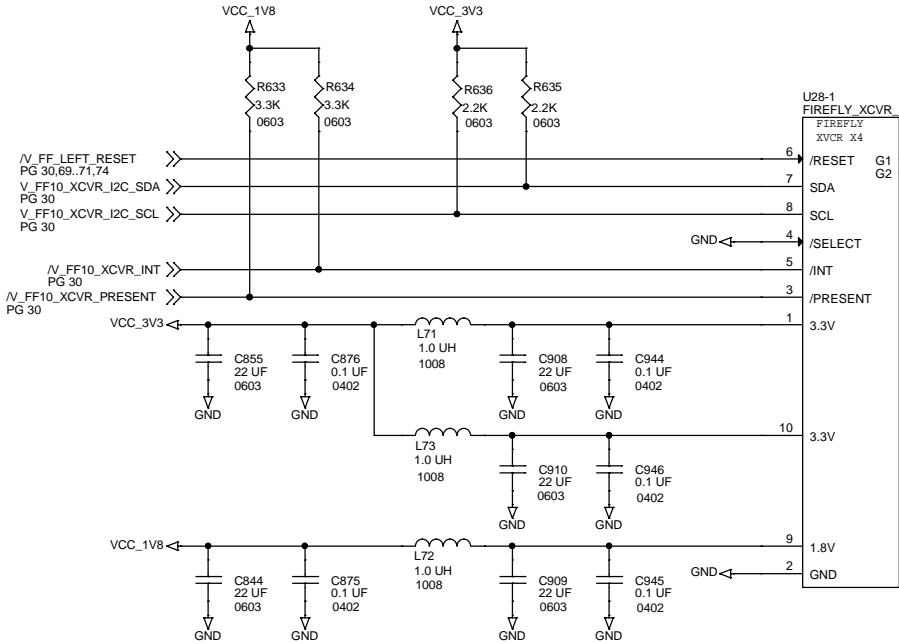 VCC_1V8
VCC_3V3
R633
3.3K
0603
R634
3.3K
0603
R636
2.2K
0603
R635
2.2K
0603
U28-1
FIREFLY_XCVR_
FIREFLY
XVCR X4
/V_FF_LEFT_RESET
PG 30,69..71,74
6
/RESET
G1
G2
V_FF10_XCVR_I2C_SDA
PG 30
7
SDA
V_FF10_XCVR_I2C_SCL
PG 30
8
SCL
GND
4
/SELECT
/V_FF10_XCVR_INT
PG 30
5
/INT
/V_FF10_XCVR_PRESENT
PG 30
3
/PRESENT
VCC_3V3
1
3.3V
L71
1.0 UH
1008
C855
22 UF
0603
GND
C876
0.1 UF
0402
GND
C908
22 UF
0603
GND
C944
0.1 UF
0402
GND
10
3.3V
L73
1.0 UH
1008
C910
22 UF
0603
GND
C946
0.1 UF
0402
GND
VCC_1V8
9
1.8V
L72
1.0 UH
1008
GND
2
GND
C844
22 UF
0603
GND
C875
0.1 UF
0402
GND
C909
22 UF
0603
GND
C945
0.1 UF
0402
GND